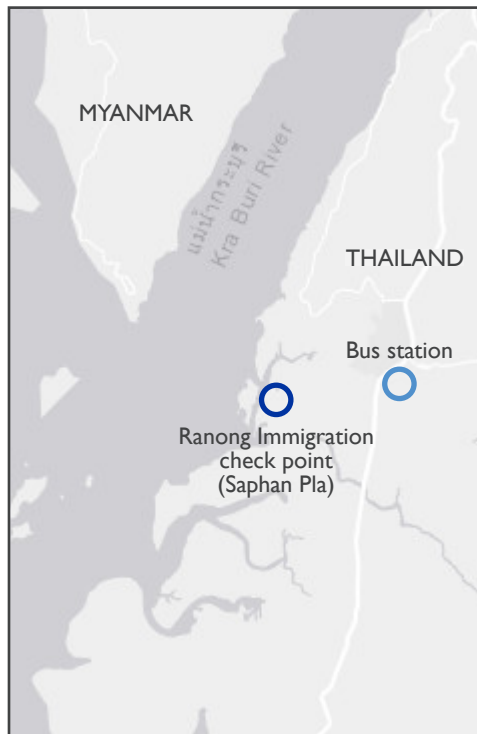 MYANMAR
แม่น้ำกระบุรี
Kra Buri River
THAILAND
Bus station
Ranong Immigration
check point
(Saphan Pla)